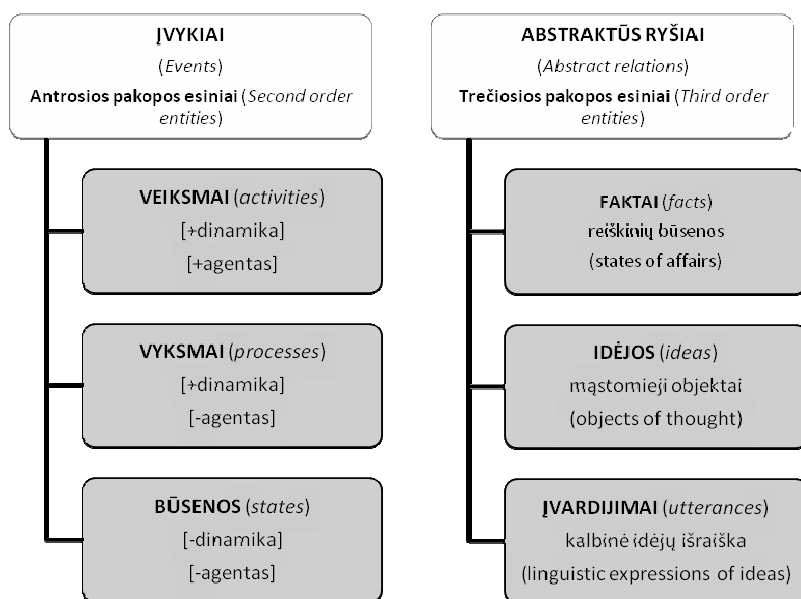 ĮVYKIAI
(Events)
Antrosios pakopos esiniai (Second order
entities)
VEIKSMAI (activities)
[+dinamika]
[+agentas]
VYKSMAI (processes)
[+dinamika]
[-agentas]
BŪSENOS (states)
[-dinamika]
[-agentas]
ABSTRAKTŪS RYŠIAI
(Abstract relations)
Trečiosios pakopos esiniai (Third order
entities)
FAKTAI (facts)
reiškinių būsenos
(states of affairs)
IDĖJOS (ideas)
mąstomieji objektai
(objects of thought)
ĮVARDIJIMAI (utterances)
kalbinė idėjų išraiška
(linguistic expressions of ideas)